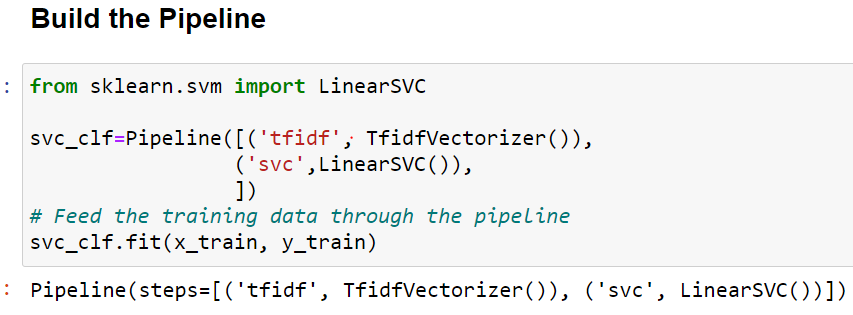 Build the Pipeline
: from sklearn.svm import LinearSVC
svc_clf=Pipeline([('tfidf', TfidfVectorizer()),
('svc',LinearSVC()),
])
# Feed the training data through the pipeline
svc_clf.fit(x_train, y_train)
: Pipeline(steps=[('tfidf', TfidfVectorizer()), ('svc', LinearSVC())])